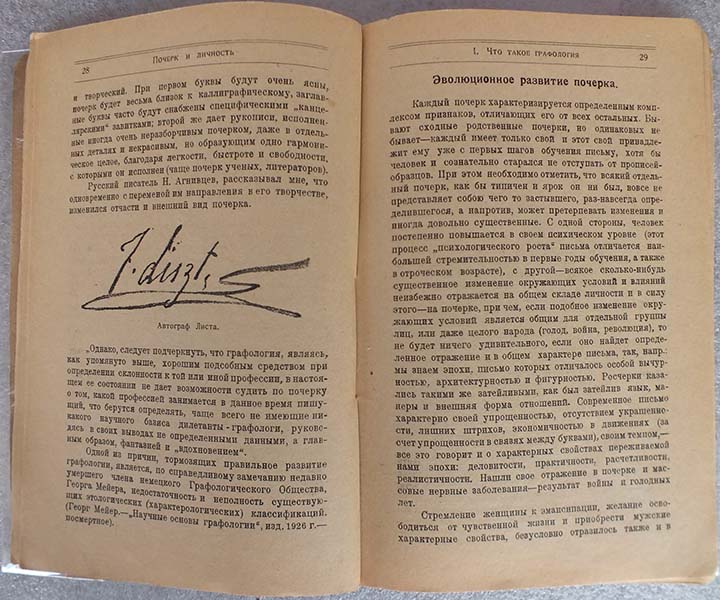 28
Почерк и личность
и творческий. При первом буквы будут очень ясны,
почерк будет весьма близок к каллиграфическому, заглав-
ные буквы часто будут снабжены специфическими „канце-
лярскими“ завитками; второй же дает рукописи, исполнен-
ные иногда очень неразборчивым почерком, даже в отдель-
ных деталях и некрасивым, но образующим одно гармони-
ческое целое, благодаря легкости, быстроте и свободности,
с которыми он исполнен (чаще почерк ученых, литераторов).
Русский писатель Н. Агнивцев, рассказывал мне, что
одновременно с переменой им направления в его творчестве,
изменился отчасти и внешний вид почерка.
F. Liszt
Автограф Листа.
„Однако, следует подчеркнуть, что графология, являясь,
как упомянуто выше, хорошим подсобным средством при
определении склонности к той или иной профессии, в настоя-
щем ее состоянии не дает возможности судить по почерку
о том, какой профессией занимается в данное время пишу-
щий, что берутся определять, чаще всего не имеющие ни-
какого научного базиса дилетанты-графологи, руковo-
дясь в своих выводах не определенными данными, а глав-
ным образом, фантазией и „вдохновением“.
Одной из причин, тормозящих правильное развитие
графологии, является, по справедливому замечанию недавно
умершего члена немецкого Графологического Общества,
Георга Мейера, недостаточность и неполность существую-
щих этологических (характерологических) классификаций.
(Георг Мейер.—„Научные основы графологии“, изд. 1926 г.—
посмертное).
1. Что такое графология
29
Эволюционное развитие почерка.
Каждый почерк характеризируется определенным комп-
лексом признаков, отличающих его от всех остальных. Бы-
вают сходные родственные почерки, но одинаковых не
бывает—каждый имеет только свой и этот свой принадле-
жит ему уже с первых шагов обучения письму, хотя бы
человек и сознательно старался не отступать от прописей-
образцов. При этом необходимо отметить, что всякий отдель-
ный почерк, как бы типичен и ярок он ни был, вовсе не
представляет собою чего то застывшего, раз-навсегда опре-
делившегося, а напротив, может претерпевать изменения и
иногда довольно существенные. С одной стороны, человек
постепенно повышается в своем психическом уровне (этот
процесс „психологического роста“ письма отличается наи-
большей стремительностью в первые годы обучения, а также
в отроческом возрасте), с другой—всякое сколько-нибудь
существенное изменение окружающих условий и влияний
неизбежно отражается на общем складе личности и в силу
этого—на почерке, при чем, если подобное изменение окру-
жающих условий является общим для отдельной группы
лиц, или даже целого народа (голод, война, революция), то
не будет ничего удивительного, если оно найдет опреде-
ленное отражение и в общем характере письма, так, напр.:
мы знаем эпохи, письмо которых отличалось особой вычур-
ностью, архитектурностью и фигурностью. Росчерки каза-
лись такими же затейливыми, как был затейлив язык, ма-
неры и внешняя форма отношений. Современное письмо
характерно своей упрощенностью, отсутствием украшенно-
сти, лишних штрихов, экономичностью в движениях (за
счет упрощенности в связях между буквами), своим темпом,—
все это говорит и о характерных свойствах переживаемой
нами эпохи: деловитости, практичности, расчетливости,
реалистичности. Нашли свое отражение в почерке и мас-
совые нервные заболевания—результат войны и голодных
лет.
Стремление женщины к эмансипации, желание осво-
бодиться от чувственной жизни и приобрести мужские
характерные свойства, безусловно отразилось также и в